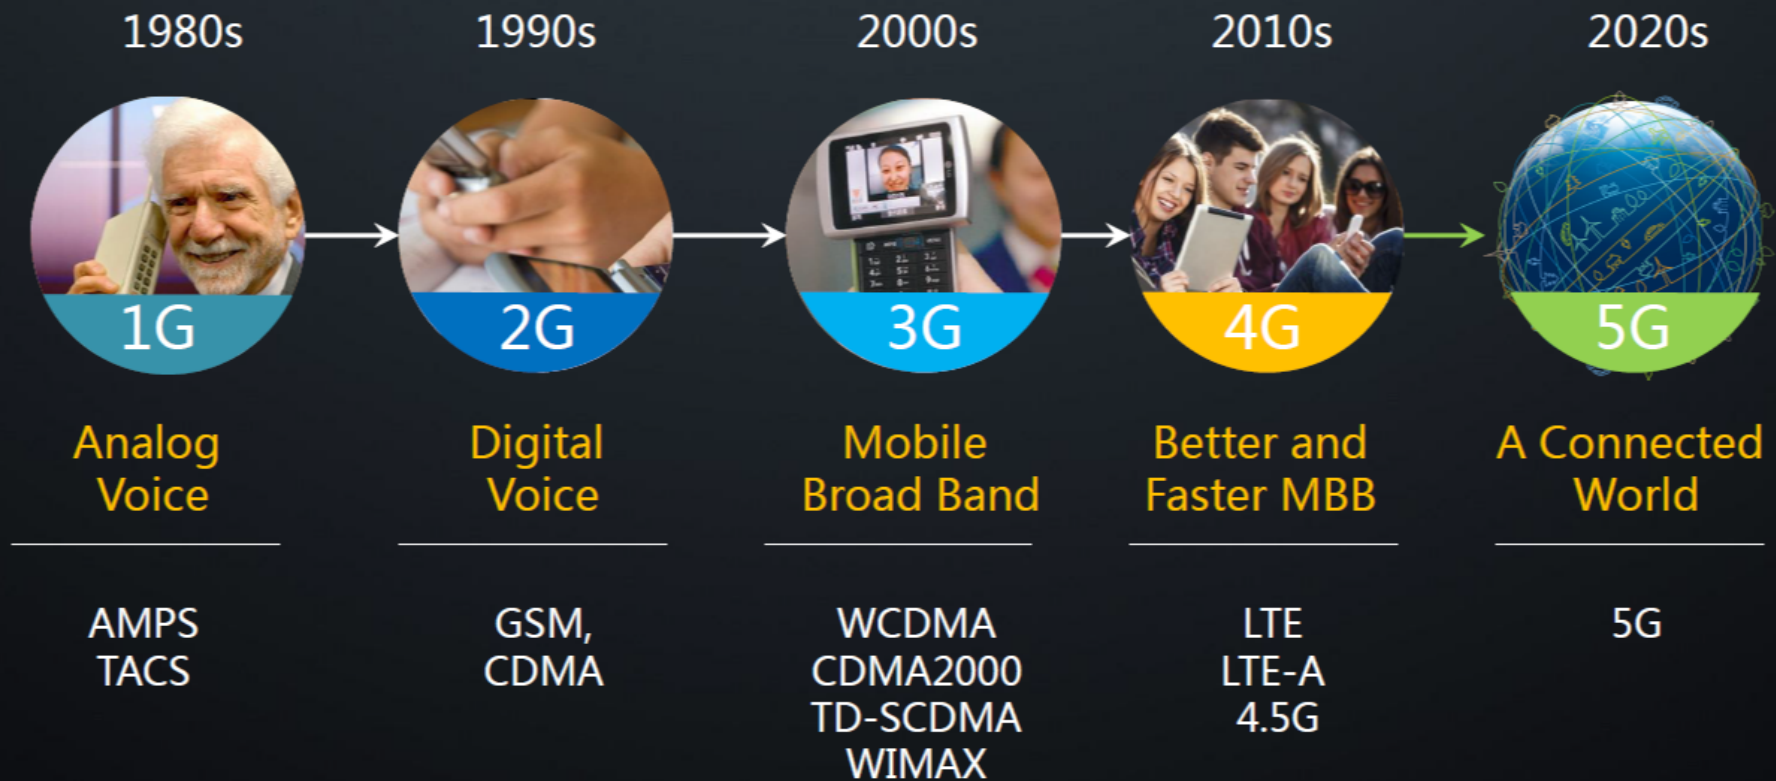 1980s
1990s
2000s
2010s
2020s
1G
2G
3G
4G
5G
Analog
Voice
Digital
Voice
Mobile
Broad Band
Better and
Faster MBB
A Connected
World
AMPS
TACS
GSM,
CDMA
WCDMA
CDMA2000
TD-SCDMA
WIMAX
LTE
LTE-A
4.5G
5G